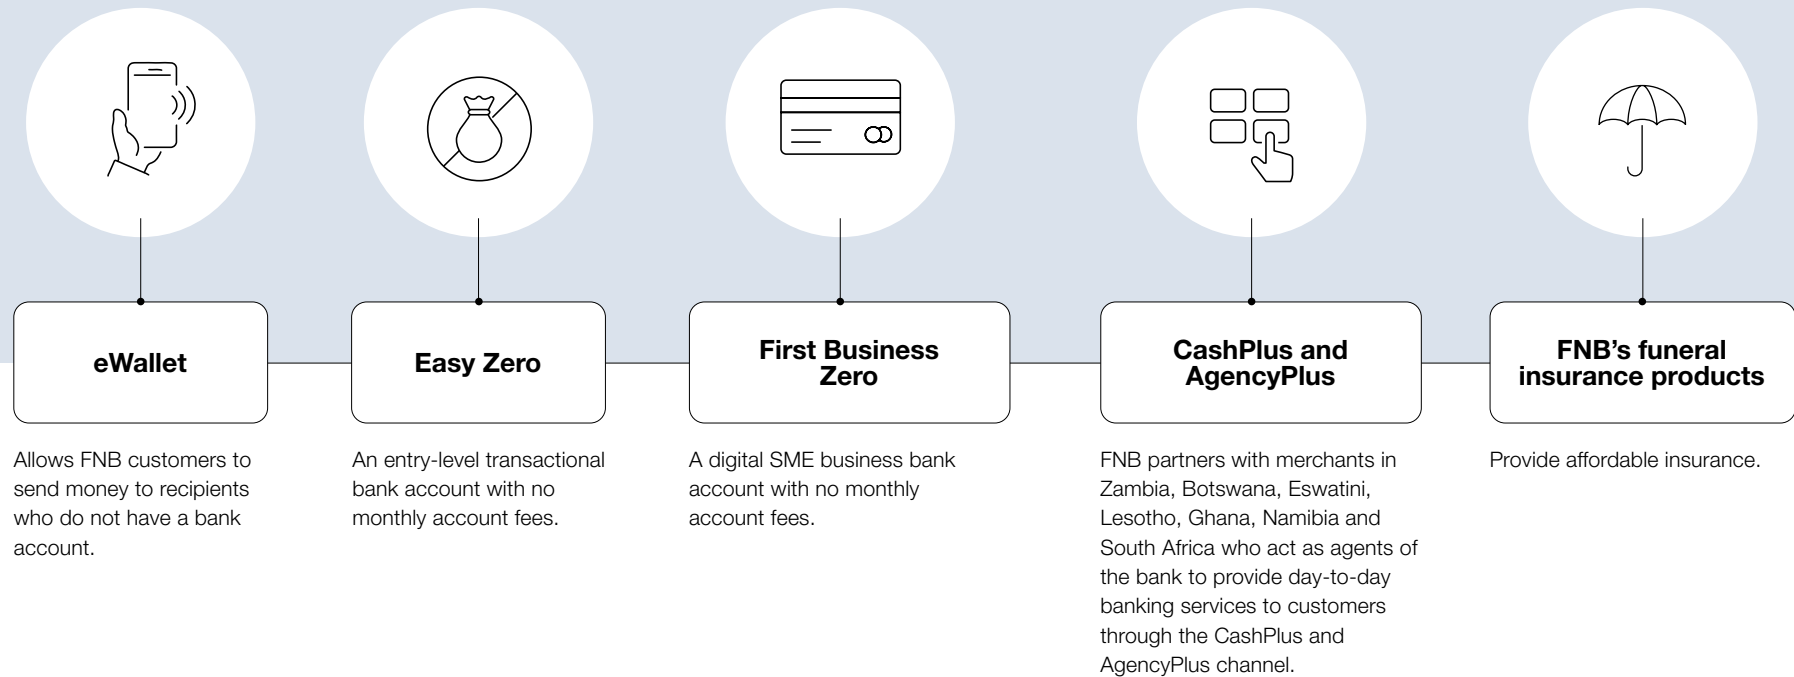 eWallet
Allows FNB customers to
send money to recipients
who do not have a bank
account.
Easy Zero
An entry-level transactional
bank account with no
monthly account fees.
First Business
Zero
A digital SME business bank
account with no monthly
account fees.
CashPlus and
AgencyPlus
FNB partners with merchants in
Zambia, Botswana, Eswatini,
Lesotho, Ghana, Namibia and
South Africa who act as agents of
the bank to provide day-to-day
banking services to customers
through the CashPlus and
AgencyPlus channel.
FNB’s funeral
insurance products
Provide affordable insurance.